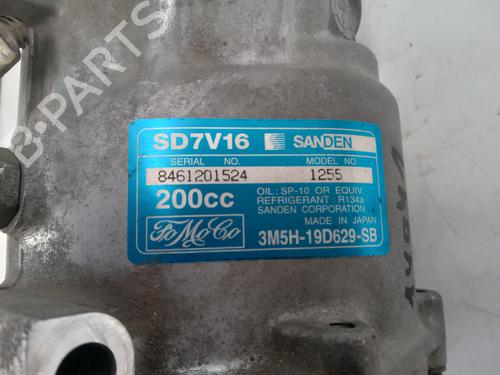 SD7V16 SANDEN
SERIAL NO. MODEL NO.
8461201524 1255
200cc OIL : SP-10 OR EQUIV.
REFRIGERANT : R134a
SANDEN CORPORATION
MADE IN JAPAN
FoMoCo 3M5H-19D629-SB